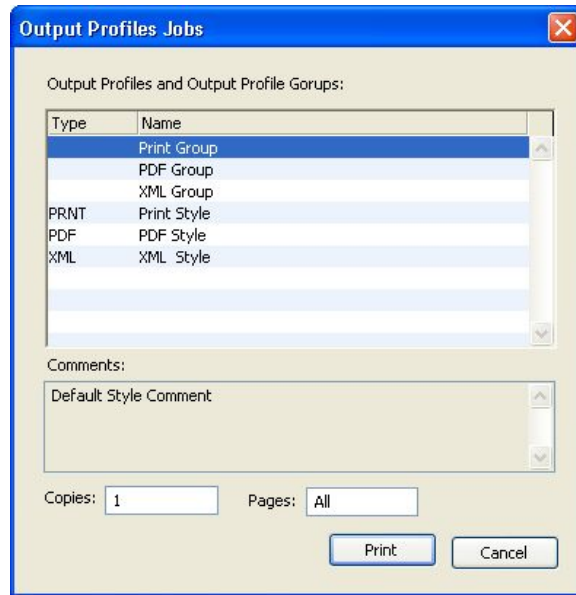 Output Profiles Jobs
Output Profiles and Output Profile Gorups:
Type Name
Print Group
PDF Group
XML Group
PRNT Print Style
PDF PDF Style
XML XML Style
Comments:
Default Style Comment
Copies: 1 Pages: All
Print Cancel